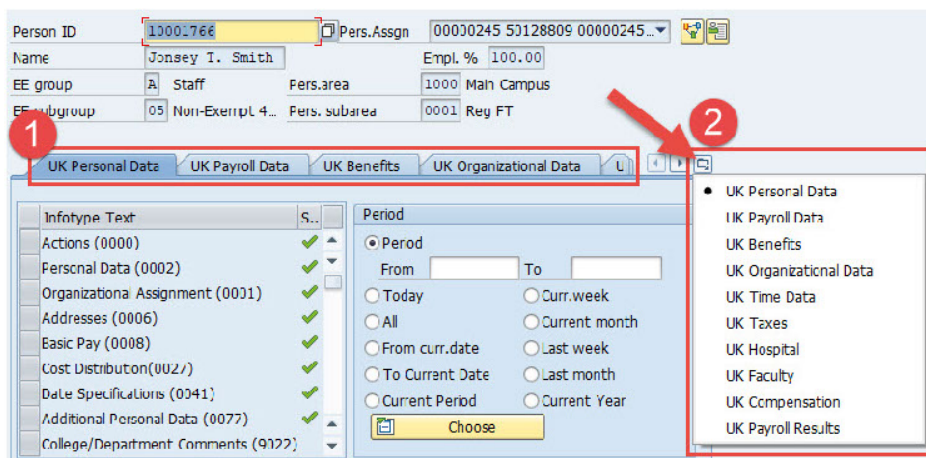 Person ID 10001766 Pers.Assgn 00000245 50128809 00000245...
Name Jonsey T. Smith Empl. % 100.00
EE group A Staff Pers.area 1000 Main Campus
EE subgroup 05 Non-Exempt 4... Pers. subarea 0001 Reg FT
1
2
UK Personal Data UK Payroll Data UK Benefits UK Organizational Data U
Infotype Text S..
Actions (0000)
Personal Data (0002)
Organizational Assignment (0001)
Addresses (0006)
Basic Pay (0008)
Cost Distribution(0027)
Date Specifications (0041)
Additional Personal Data (0077)
College/Department Comments (9022)
Period
Period
From To
Today Curr.week
All Current month
From curr.date Last week
To Current Date Last month
Current Period Current Year
Choose
UK Personal Data
UK Payroll Data
UK Benefits
UK Organizational Data
UK Time Data
UK Taxes
UK Hospital
UK Faculty
UK Compensation
UK Payroll Results